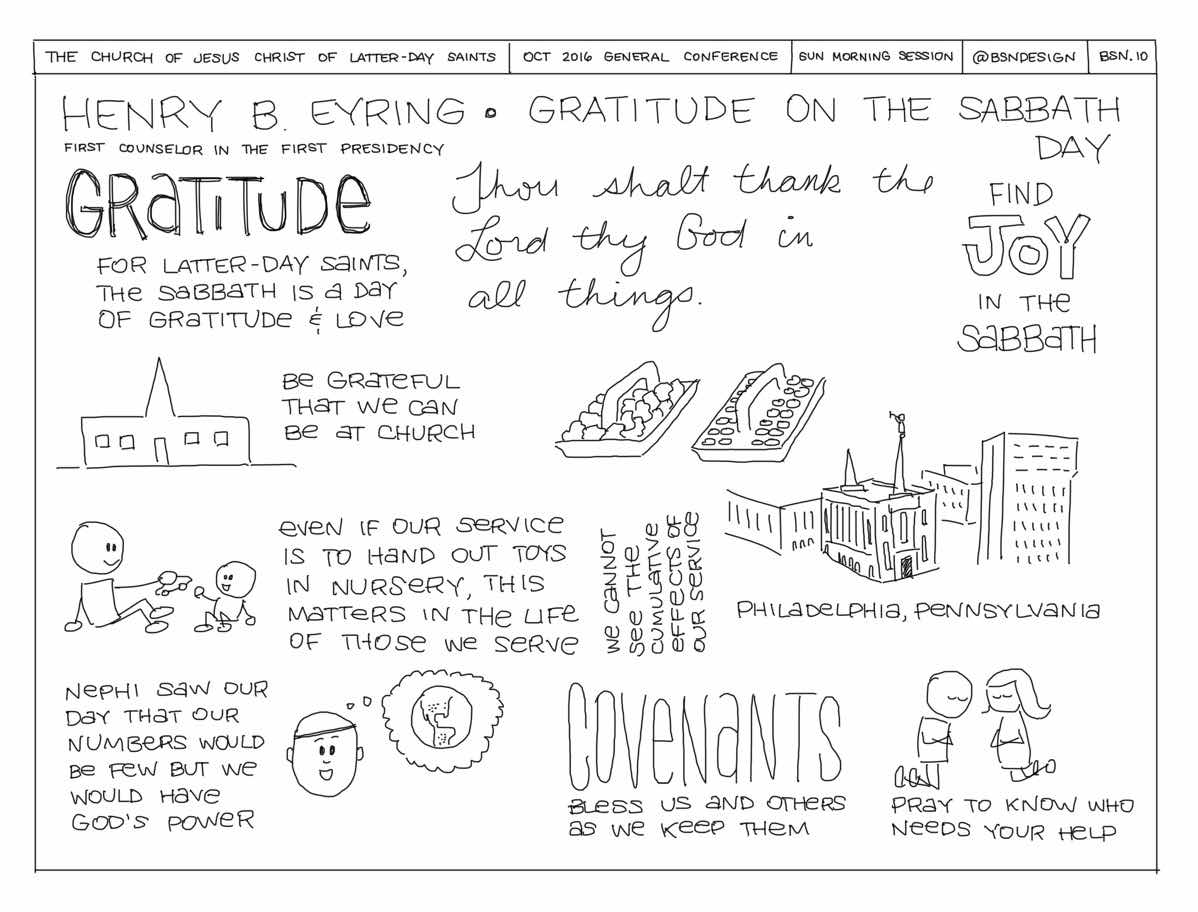 THE CHURCH OF JESUS CHRIST OF LATTER-DAY SAINTS
OCT 2016 GENERAL CONFERENCE
SUN MORNING SESSION
@BSNDESIGN
BSN.10
HENRY B. EYRING • GRATITUDE ON THE SABBATH
DAY
FIRST COUNSELOR IN THE FIRST PRESIDENCY
GRATITUDE
FOR LATTER-DAY SAINTS,
THE SABBATH IS A DAY
OF GRATITUDE & LOVE
Thou shalt thank the
Lord thy God in
all things.
FIND
JOY
IN THE
SABBATH
BE GRATEFUL
THAT WE CAN
BE AT CHURCH
EVEN IF OUR SERVICE
IS TO HAND OUT TOYS
IN NURSERY, THIS
MATTERS IN THE LIFE
OF THOSE WE SERVE
WE CANNOT
SEE THE
CUMULATIVE
EFFECTS OF
OUR SERVICE
PHILADELPHIA, PENNSYLVANIA
NEPHI SAW OUR
DAY THAT OUR
NUMBERS WOULD
BE FEW BUT WE
WOULD HAVE
GOD'S POWER
COVENANTS
BLESS US AND OTHERS
AS WE KEEP THEM
PRAY TO KNOW WHO
NEEDS YOUR HELP